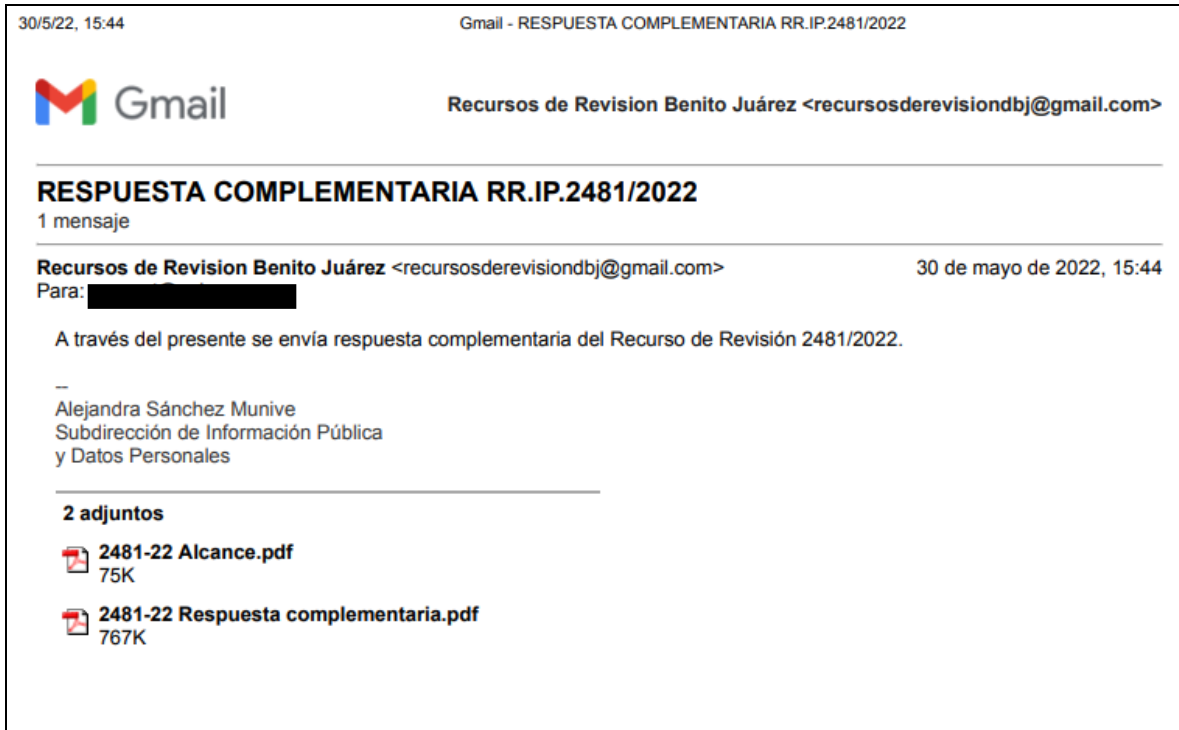 30/5/22, 15:44 Gmail - RESPUESTA COMPLEMENTARIA RR.IP.2481/2022
Gmail Recursos de Revision Benito Juárez <recursosderevisiondbj@gmail.com>
RESPUESTA COMPLEMENTARIA RR.IP.2481/2022
1 mensaje
Recursos de Revision Benito Juárez <recursosderevisiondbj@gmail.com> 30 de mayo de 2022, 15:44
Para:
A través del presente se envía respuesta complementaria del Recurso de Revisión 2481/2022.
--
Alejandra Sánchez Munive
Subdirección de Información Pública
y Datos Personales
2 adjuntos
2481-22 Alcance.pdf
75K
2481-22 Respuesta complementaria.pdf
767K